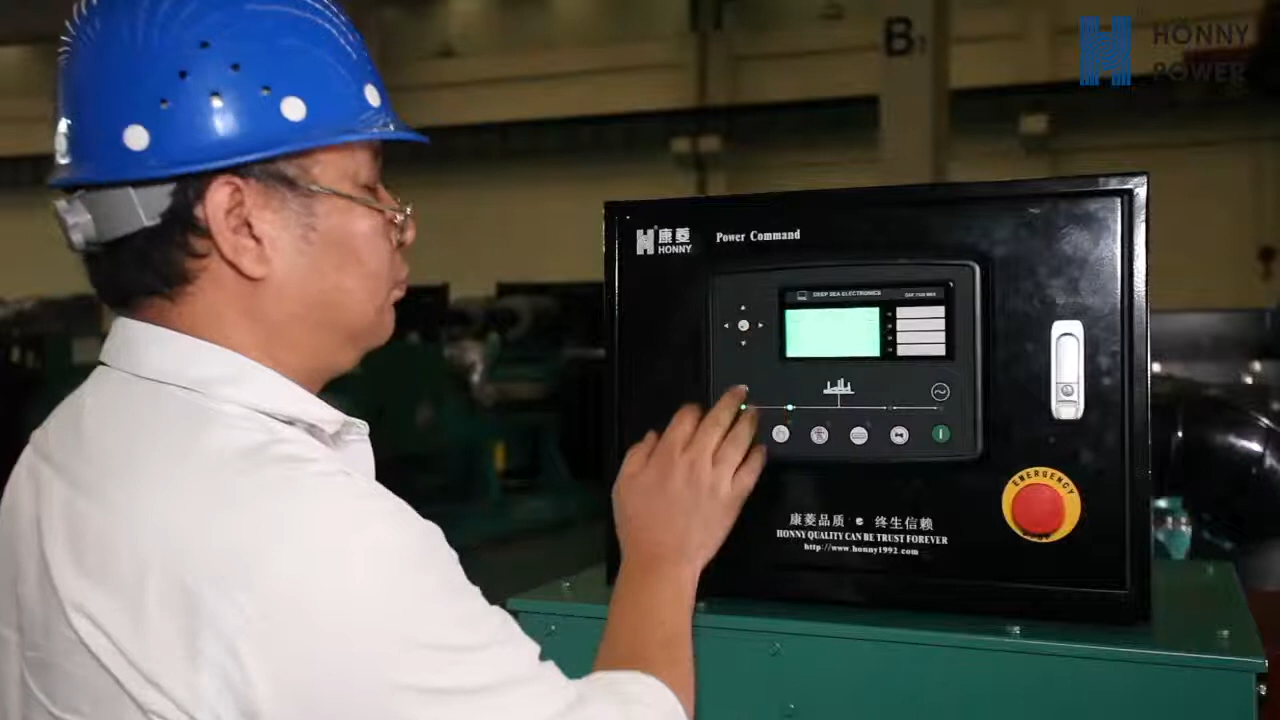 HONNY
POWER
B1
康菱
HONNY
Power Command
DEEP SEA ELECTRONICS
EMERGENCY
康菱品质 e 终生信赖
HONNY QUALITY CAN BE TRUST FOREVER
http://www.honny1992.com